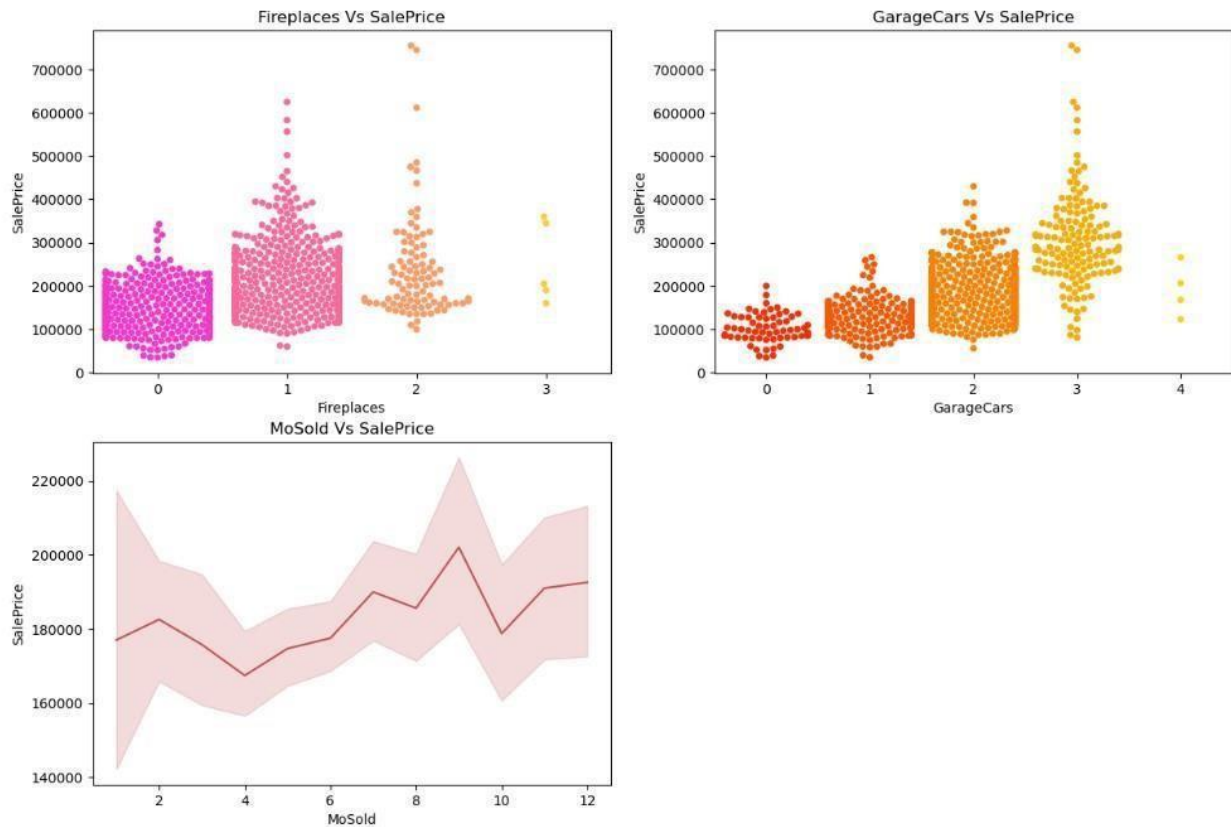 Fireplaces Vs SalePrice
700000
600000
500000
400000
300000
200000
100000
0
SalePrice
0 1 2 3
Fireplaces
GarageCars Vs SalePrice
700000
600000
500000
400000
300000
200000
100000
0
SalePrice
0 1 2 3 4
GarageCars
MoSold Vs SalePrice
220000
200000
180000
160000
140000
SalePrice
2 4 6 8 10 12
MoSold